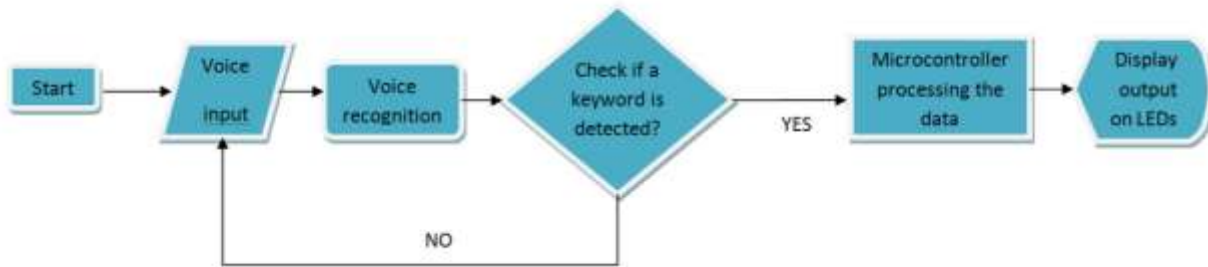 Start
Voice
input
Voice
recognition
Check if a
keyword is
detected?
YES
NO
Microcontroller
processing the
data
Display
output
on LEDs